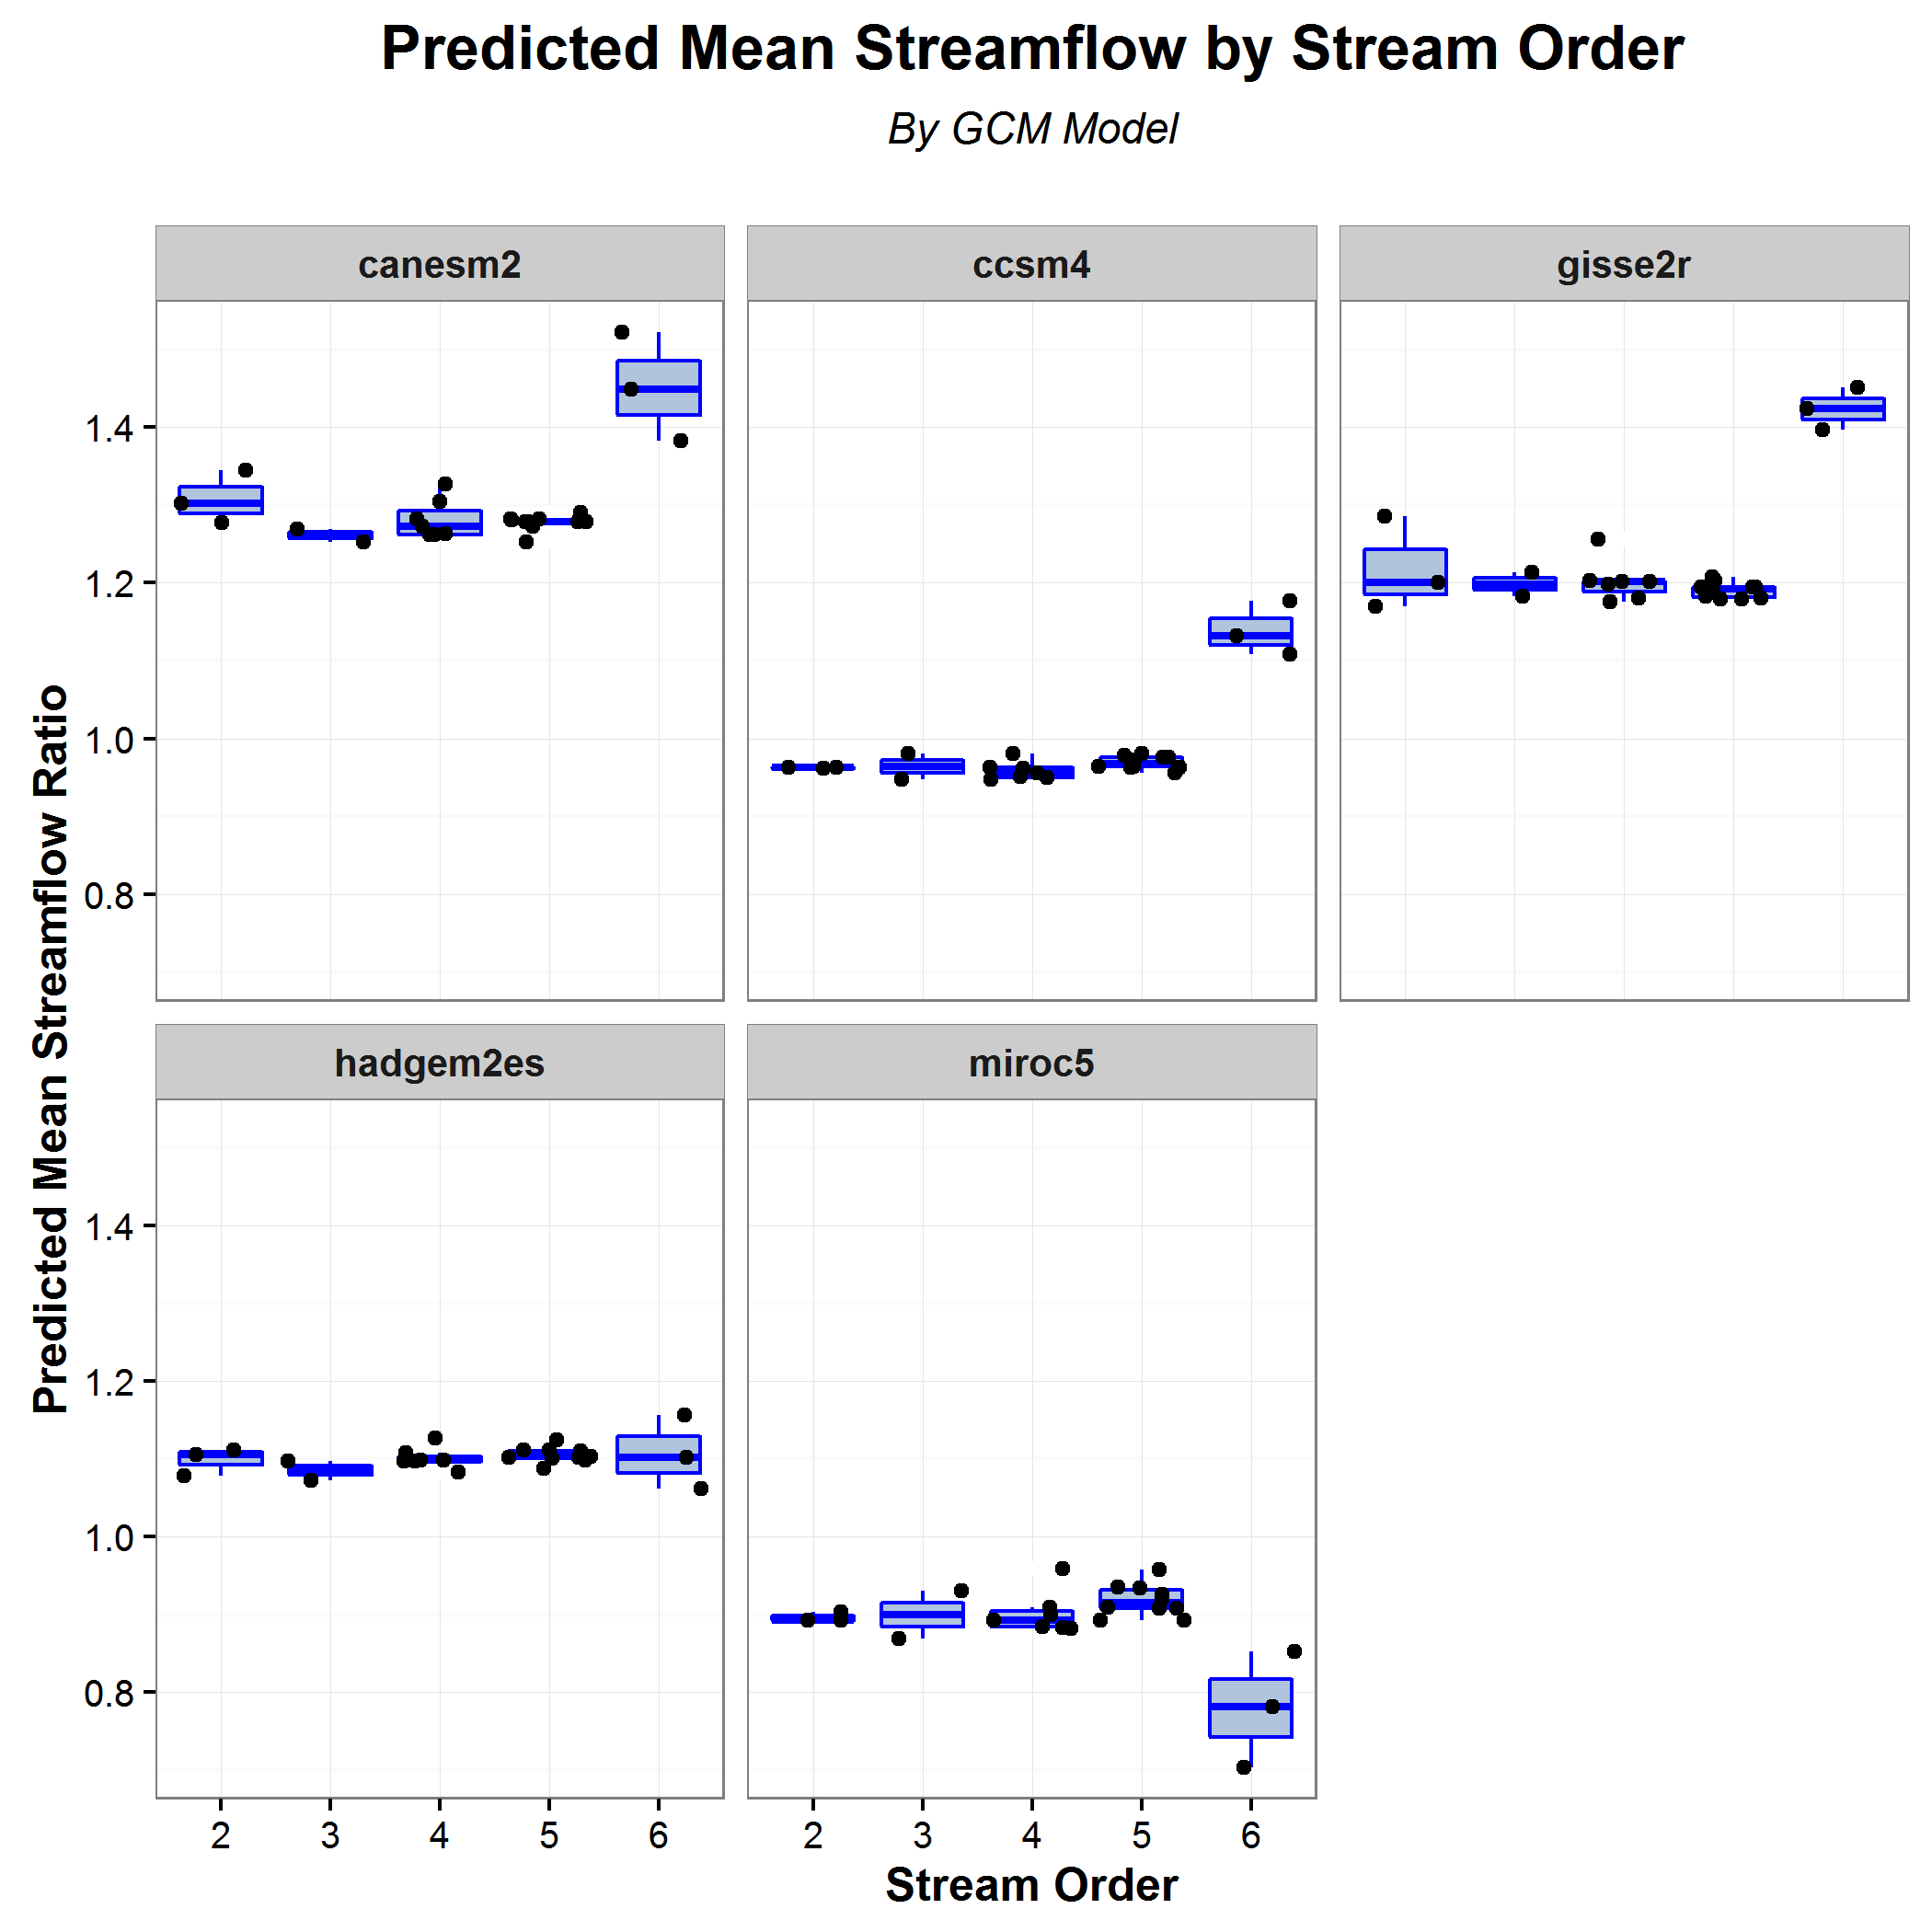 Predicted Mean Streamflow by Stream Order
By GCM Model
canesm2
ccsm4
gisse2r
1.4
1.2
1.0
0.8
Predicted Mean Streamflow Ratio
hadgem2es
miroc5
1.4
1.2
1.0
0.8
2 3 4 5 6
2 3 4 5 6
Stream Order